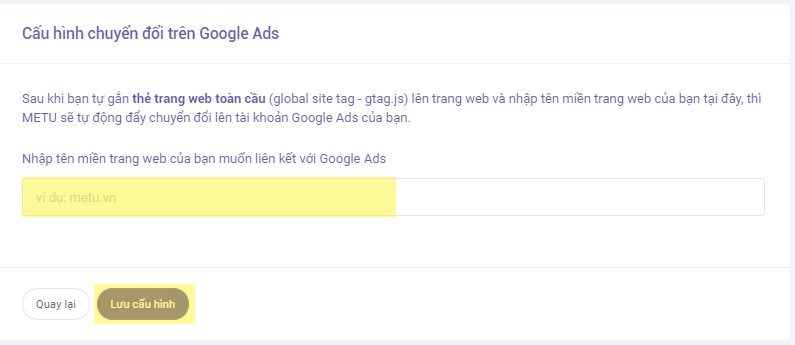 Cấu hình chuyển đổi trên Google Ads
Sau khi bạn tự gắn thẻ trang web toàn cầu (global site tag - gtag.js) lên trang web và nhập tên miền trang web của bạn tại đây, thì
METU sẽ tự động đẩy chuyển đổi lên tài khoản Google Ads của bạn.
Nhập tên miền trang web của bạn muốn liên kết với Google Ads
ví dụ: metu.vn
Quay lại
Lưu cấu hình